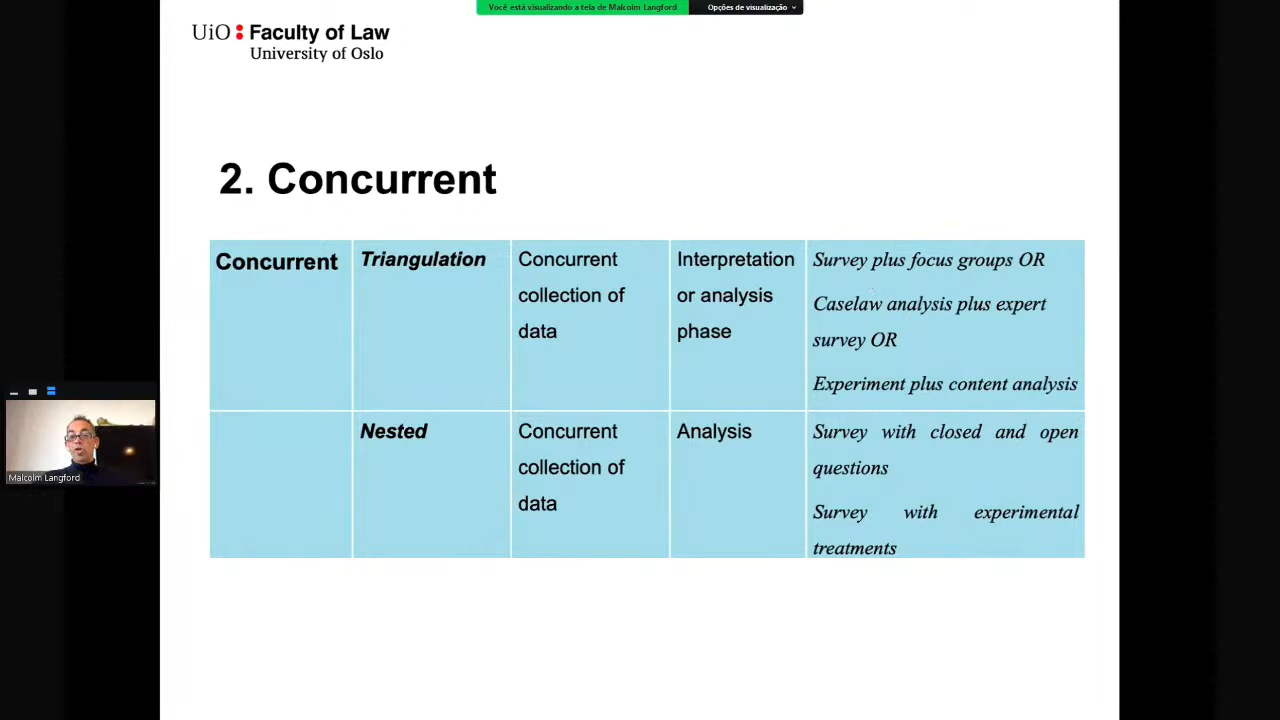 Você está visualizando a tela de Malcolm Langford
Opções de visualização
UiO Faculty of Law
University of Oslo
2. Concurrent
Concurrent
Triangulation
Concurrent
collection of
data
Interpretation
or analysis
phase
Survey plus focus groups OR
Caselaw analysis plus expert
survey OR
Experiment plus content analysis
Nested
Concurrent
collection of
data
Analysis
Survey with closed and open
questions
Survey with experimental
treatments
Malcolm Langford